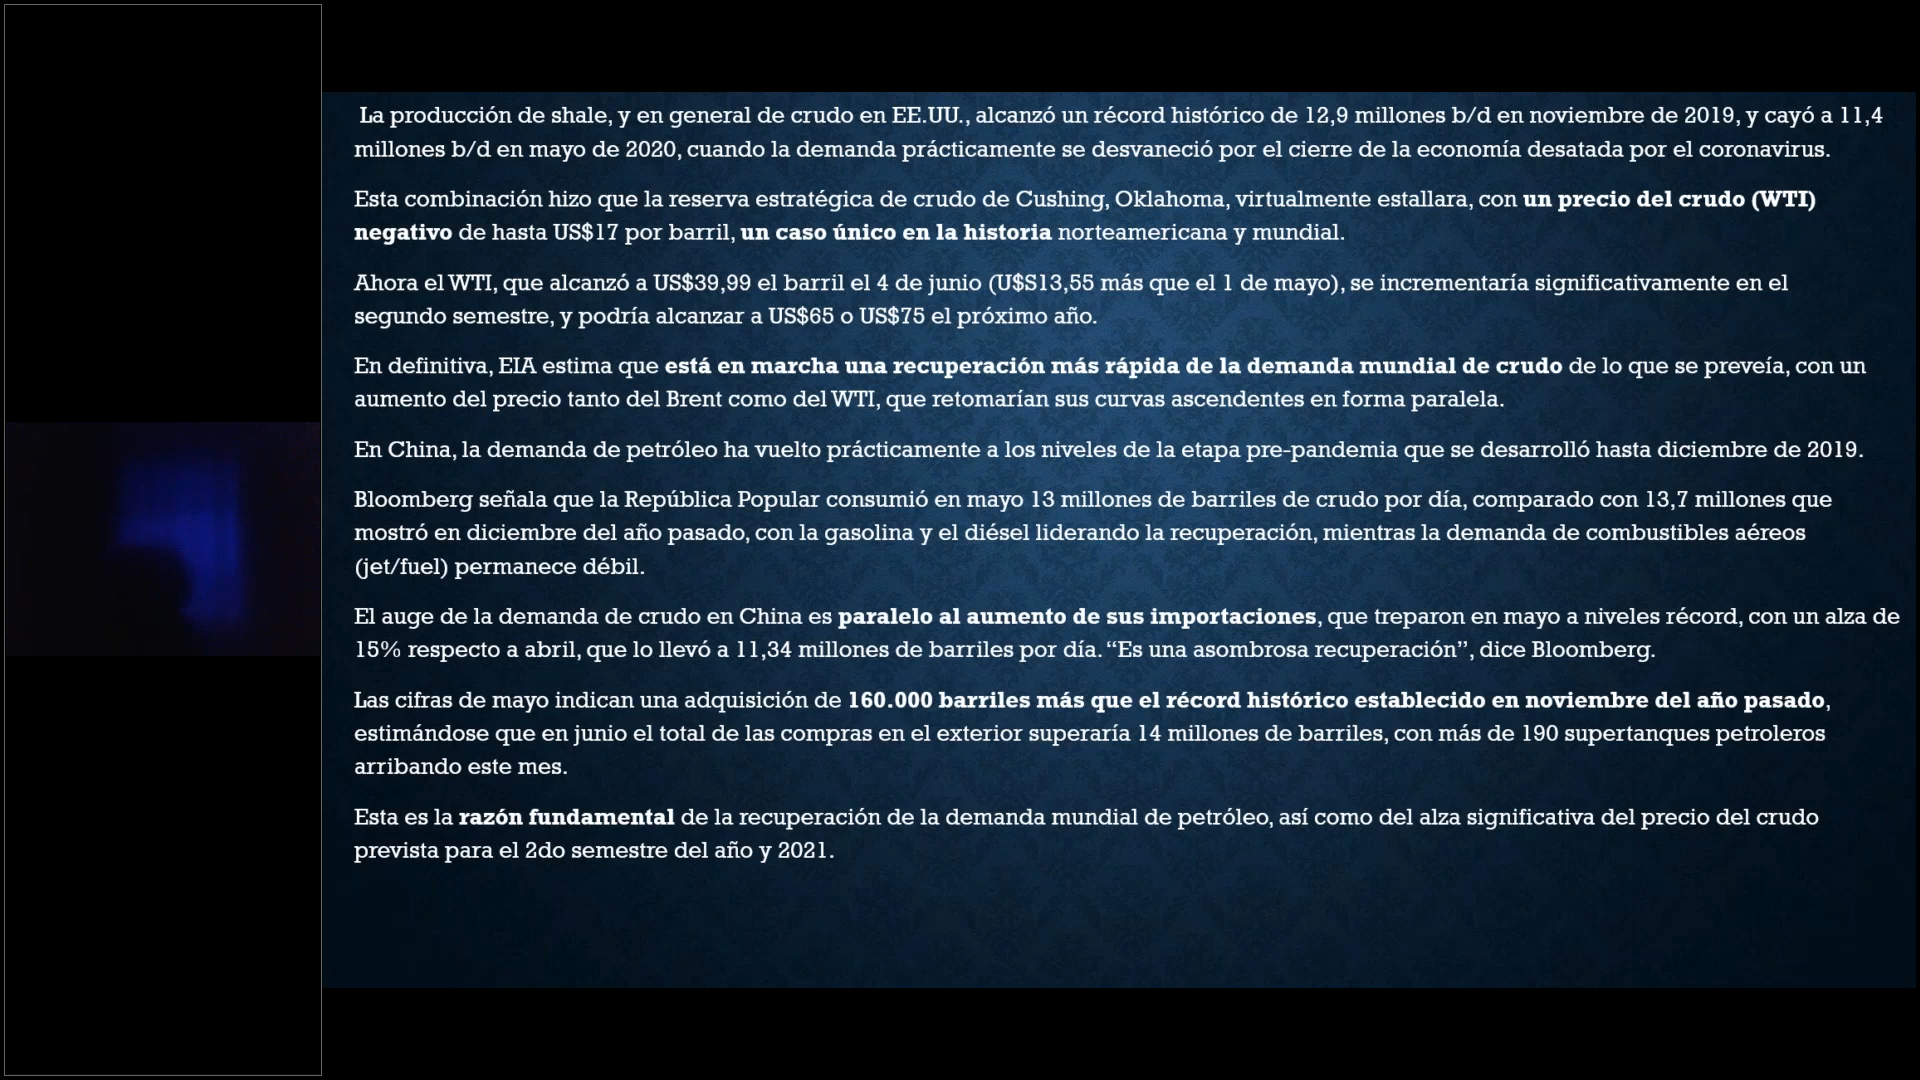 La producción de shale, y en general de crudo en EE.UU., alcanzó un récord histórico de 12,9 millones b/d en noviembre de 2019, y cayó a 11,4
millones b/d en mayo de 2020, cuando la demanda prácticamente se desvaneció por el cierre de la economía desatada por el coronavirus.
Esta combinación hizo que la reserva estratégica de crudo de Cushing, Oklahoma, virtualmente estallara, con un precio del crudo (WTI)
negativo de hasta US$17 por barril, un caso único en la historia norteamericana y mundial.
Ahora el WTI, que alcanzó a US$39,99 el barril el 4 de junio (U$S13,55 más que el 1 de mayo), se incrementaría significativamente en el
segundo semestre, y podría alcanzar a US$65 o US$75 el próximo año.
En definitiva, EIA estima que está en marcha una recuperación más rápida de la demanda mundial de crudo de lo que se preveía, con un
aumento del precio tanto del Brent como del WTI, que retomarían sus curvas ascendentes en forma paralela.
En China, la demanda de petróleo ha vuelto prácticamente a los niveles de la etapa pre-pandemia que se desarrolló hasta diciembre de 2019.
Bloomberg señala que la República Popular consumió en mayo 13 millones de barriles de crudo por día, comparado con 13,7 millones que
mostró en diciembre del año pasado, con la gasolina y el diésel liderando la recuperación, mientras la demanda de combustibles aéreos
(jet/fuel) permanece débil.
El auge de la demanda de crudo en China es paralelo al aumento de sus importaciones, que treparon en mayo a niveles récord, con un alza de
15% respecto a abril, que lo llevó a 11,34 millones de barriles por día. “Es una asombrosa recuperación”, dice Bloomberg.
Las cifras de mayo indican una adquisición de 160.000 barriles más que el récord histórico establecido en noviembre del año pasado,
estimándose que en junio el total de las compras en el exterior superaría 14 millones de barriles, con más de 190 supertanques petroleros
arribando este mes.
Esta es la razón fundamental de la recuperación de la demanda mundial de petróleo, así como del alza significativa del precio del crudo
prevista para el 2do semestre del año y 2021.